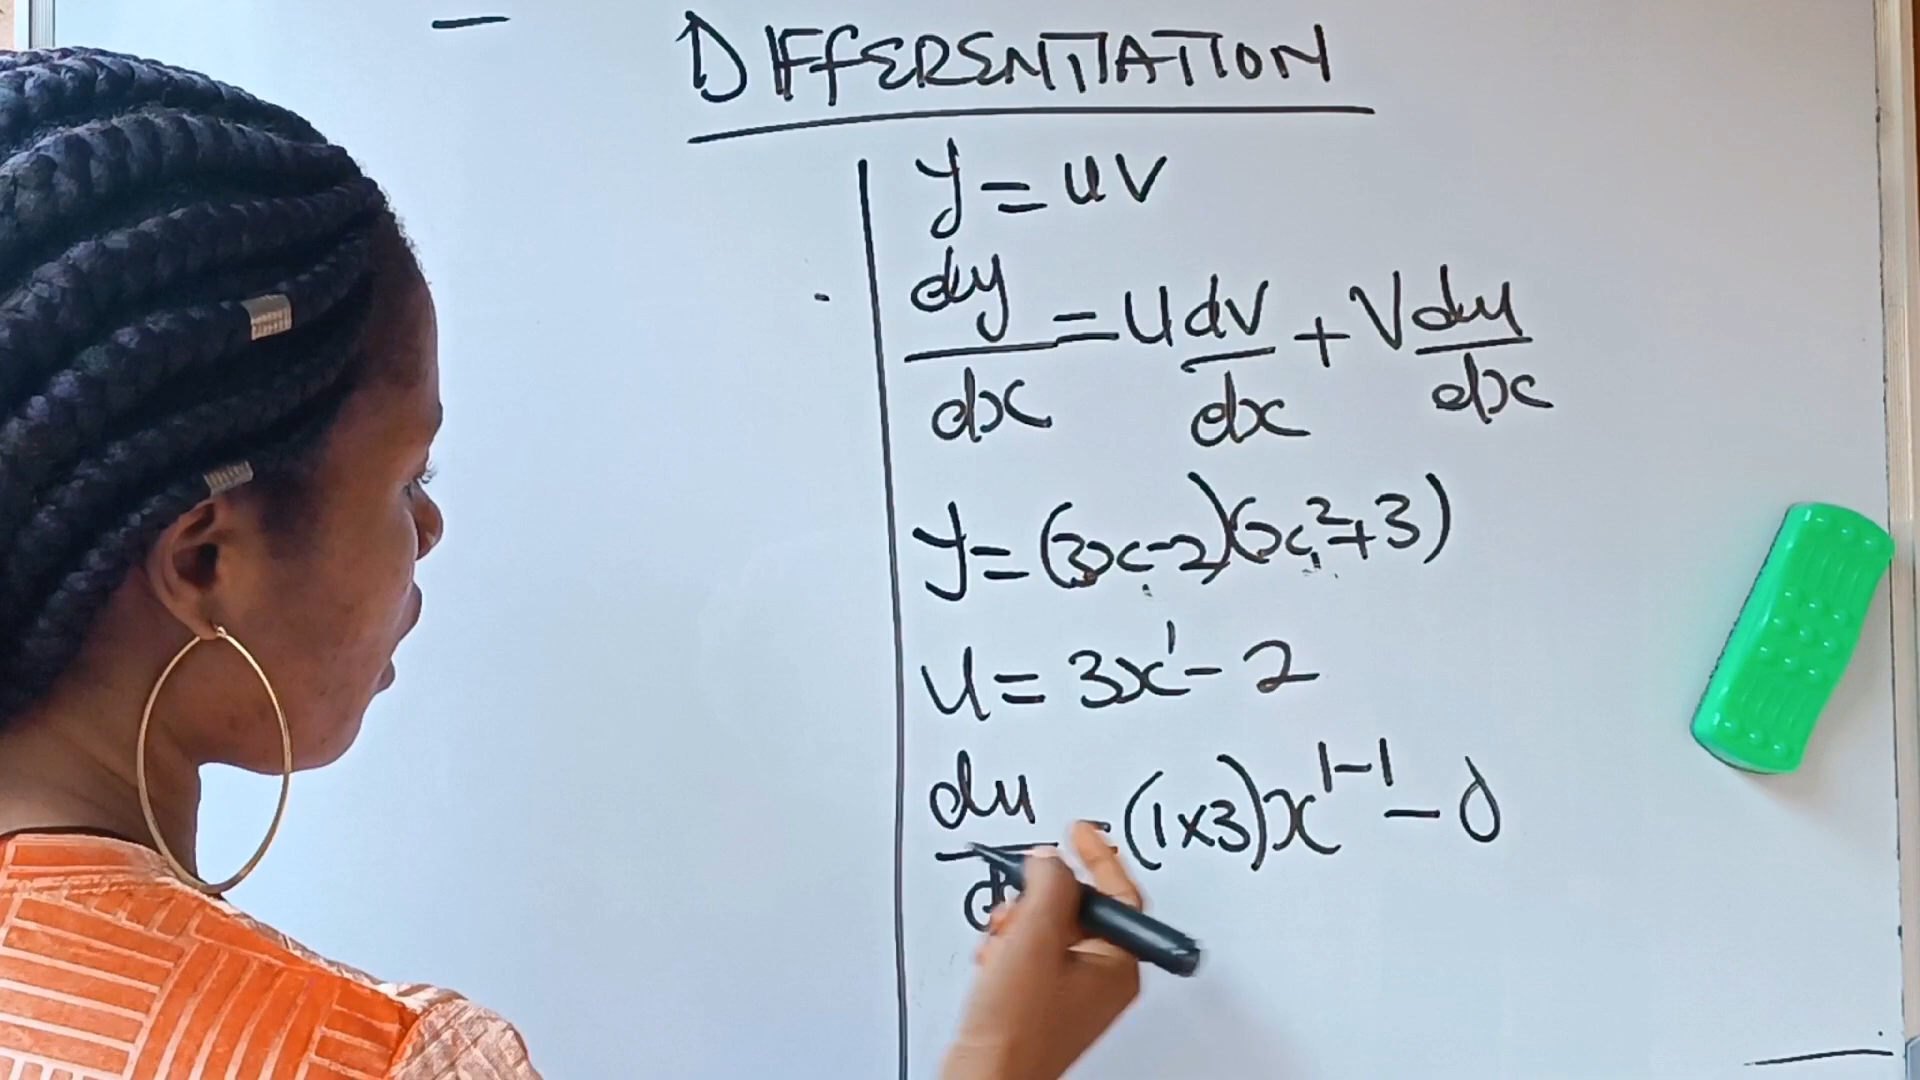 DIFFERENTIATION
y = uv
dy/dx = u dv/dx + v du/dx
y = (3x-2)(x²+3)
u = 3x¹ - 2
du/dx = (1×3)x¹⁻¹ - 0